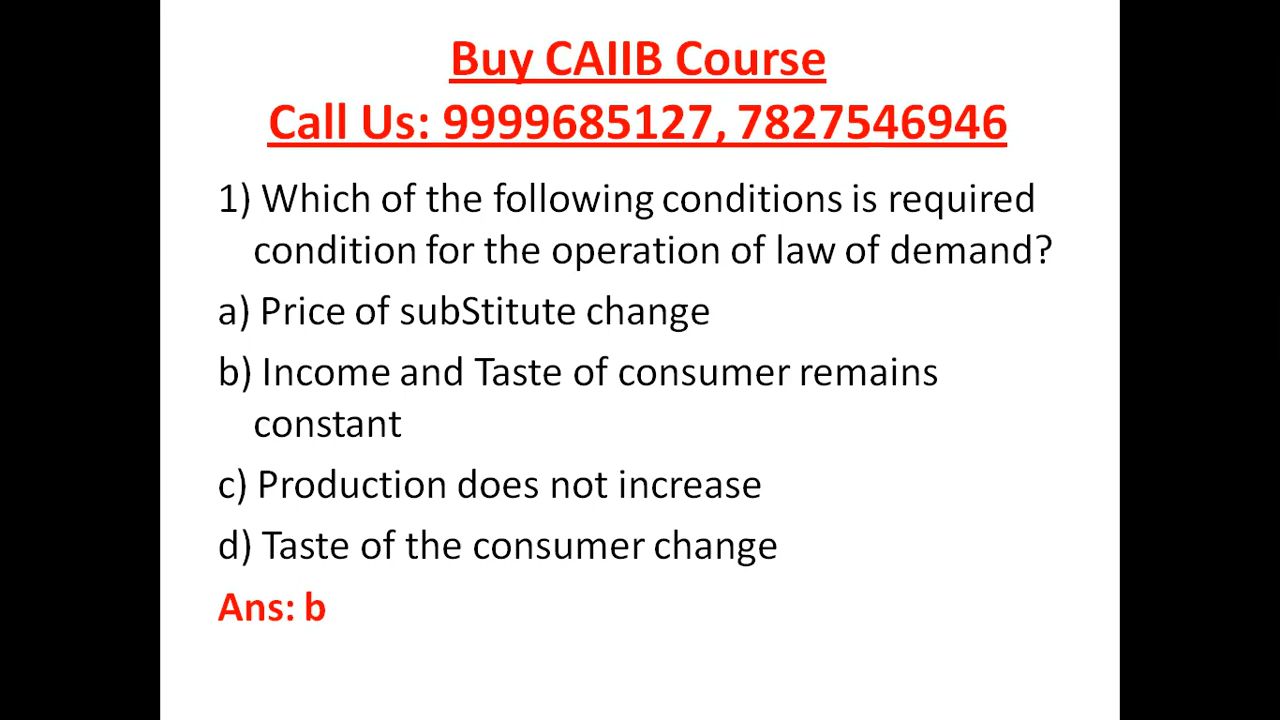 Buy CAIIB Course
Call Us: 9999685127, 7827546946
1) Which of the following conditions is required
condition for the operation of law of demand?
a) Price of subStitute change
b) Income and Taste of consumer remains
constant
c) Production does not increase
d) Taste of the consumer change
Ans: b